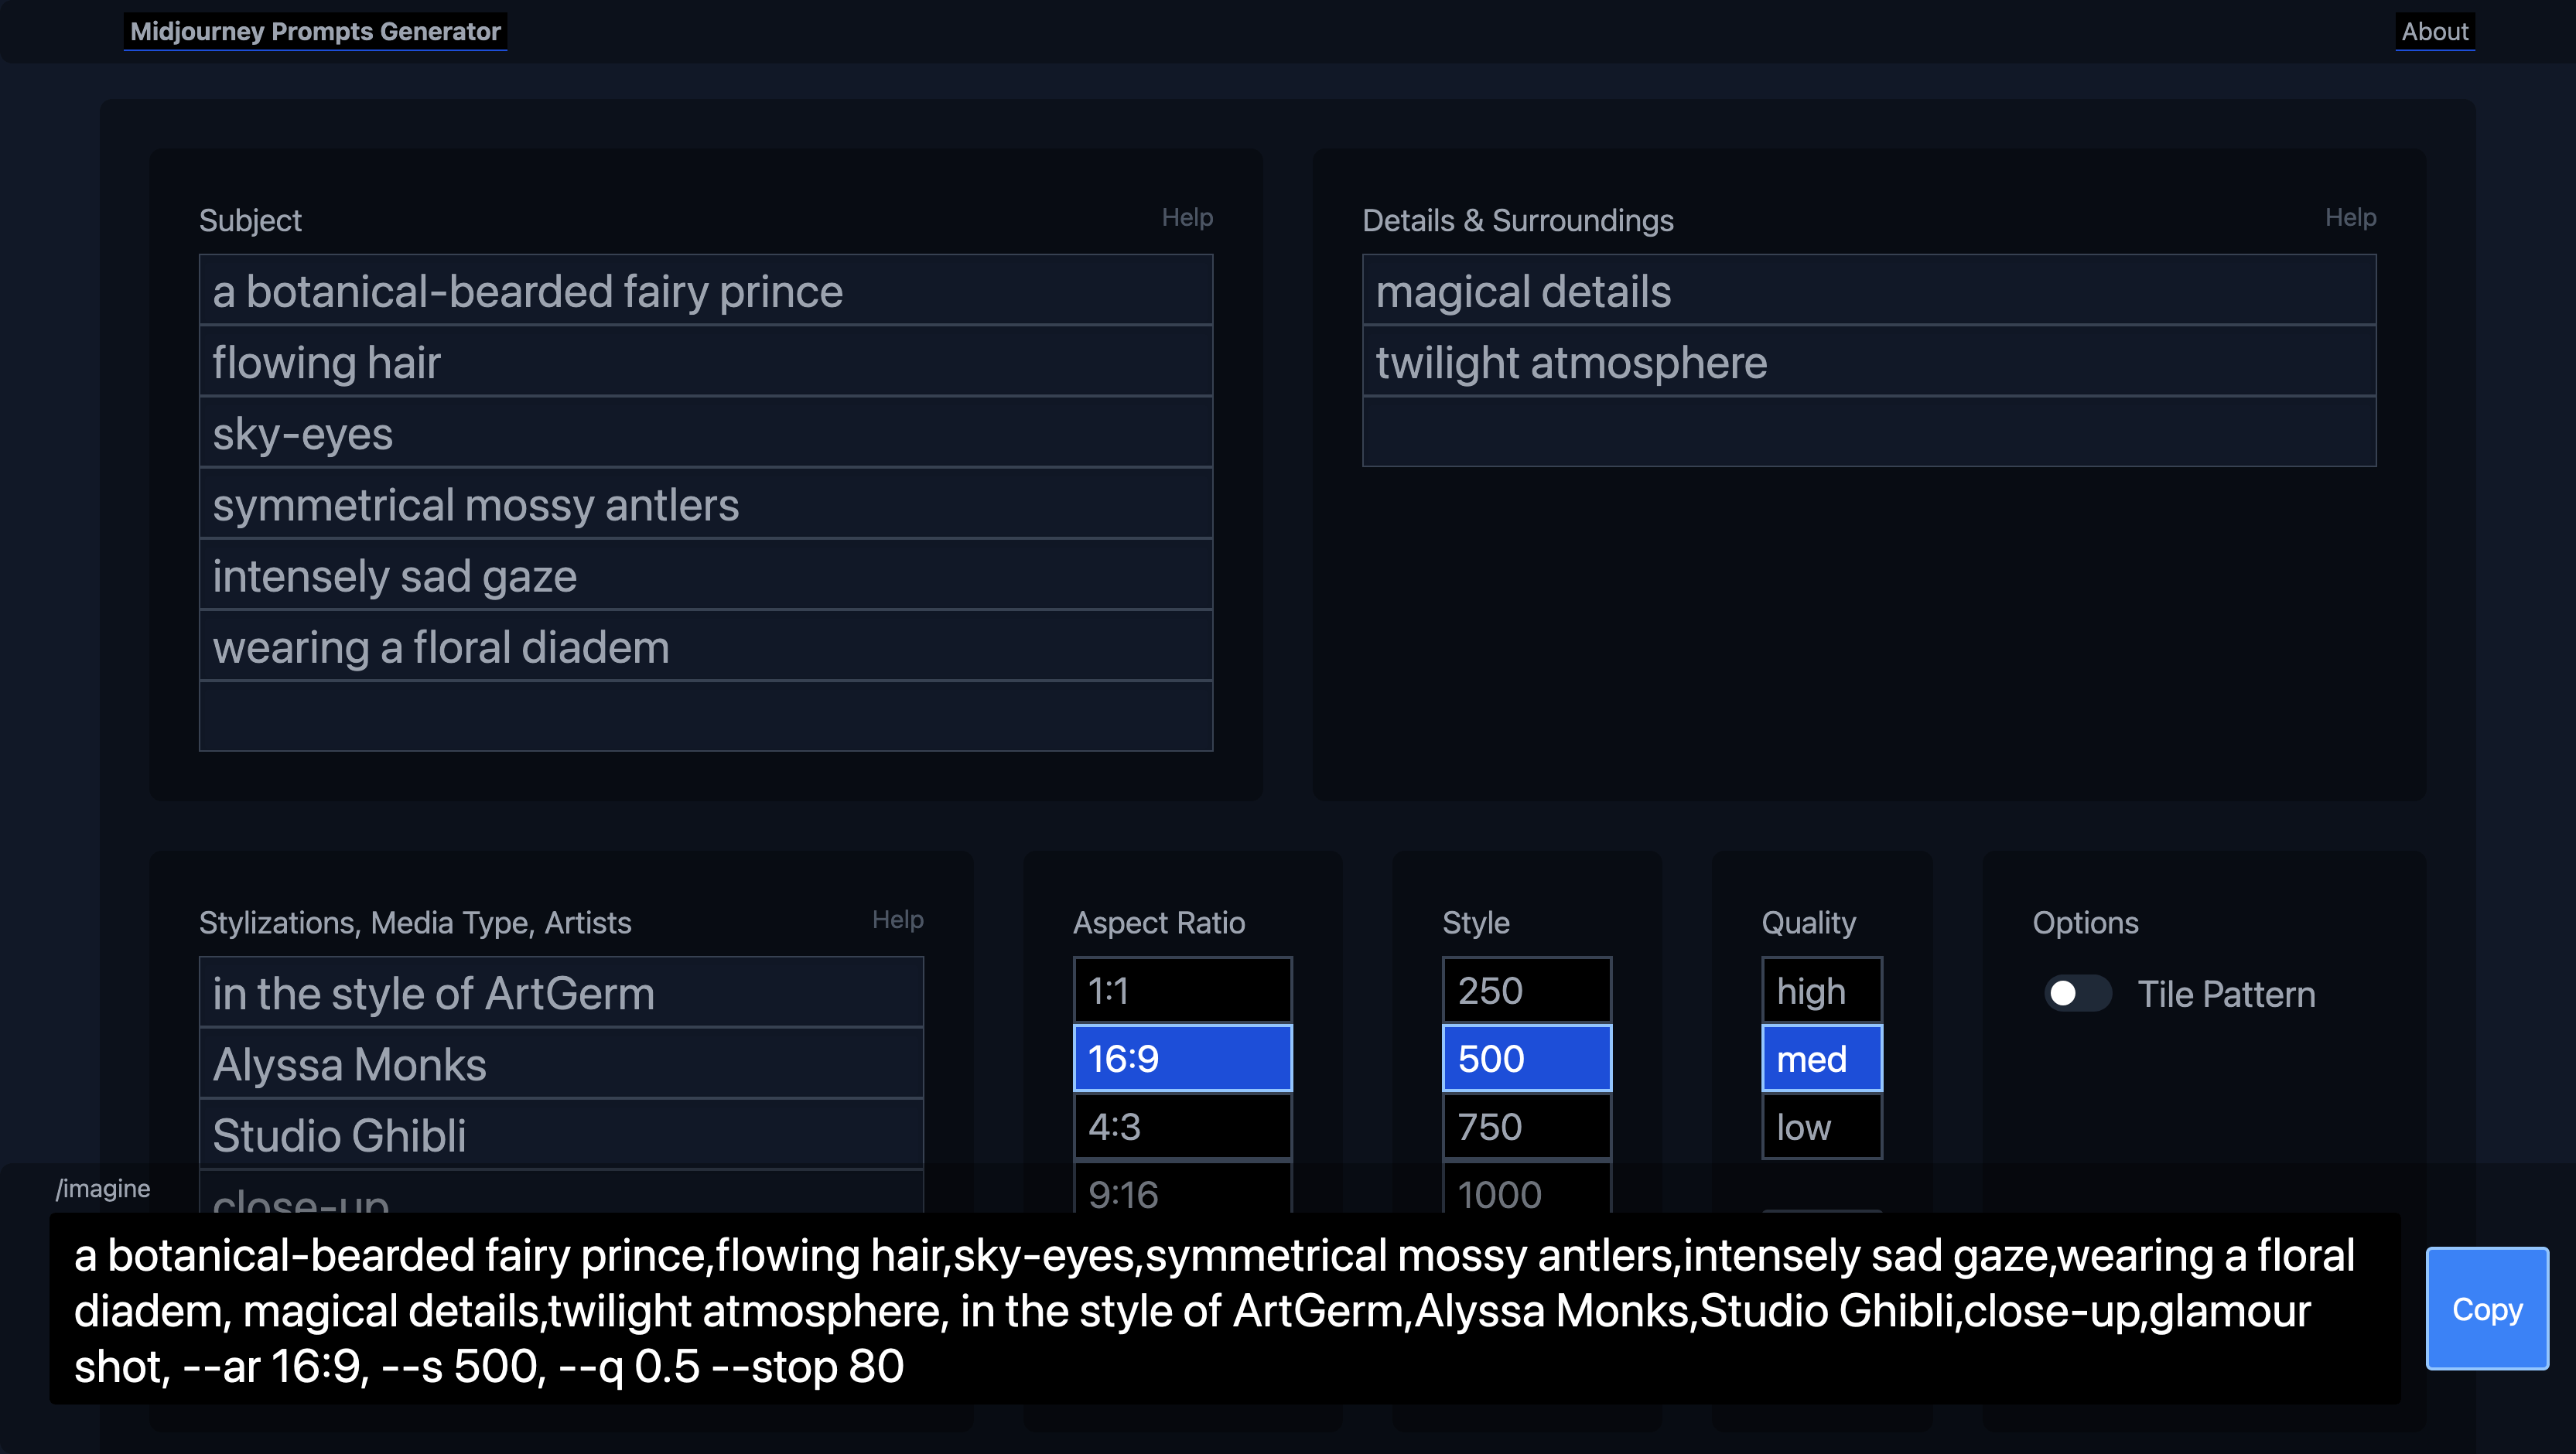 Midjourney Prompts Generator
About
Subject
Help
a botanical-bearded fairy prince
flowing hair
sky-eyes
symmetrical mossy antlers
intensely sad gaze
wearing a floral diadem
Details & Surroundings
Help
magical details
twilight atmosphere
Stylizations, Media Type, Artists
Help
in the style of ArtGerm
Alyssa Monks
Studio Ghibli
close-up
Aspect Ratio
1:1
16:9
4:3
9:16
Style
250
500
750
1000
Quality
high
med
low
Options
Tile Pattern
/imagine
a botanical-bearded fairy prince,flowing hair,sky-eyes,symmetrical mossy antlers,intensely sad gaze,wearing a floral
diadem, magical details,twilight atmosphere, in the style of ArtGerm,Alyssa Monks,Studio Ghibli,close-up,glamour
shot, --ar 16:9, --s 500, --q 0.5 --stop 80
Copy